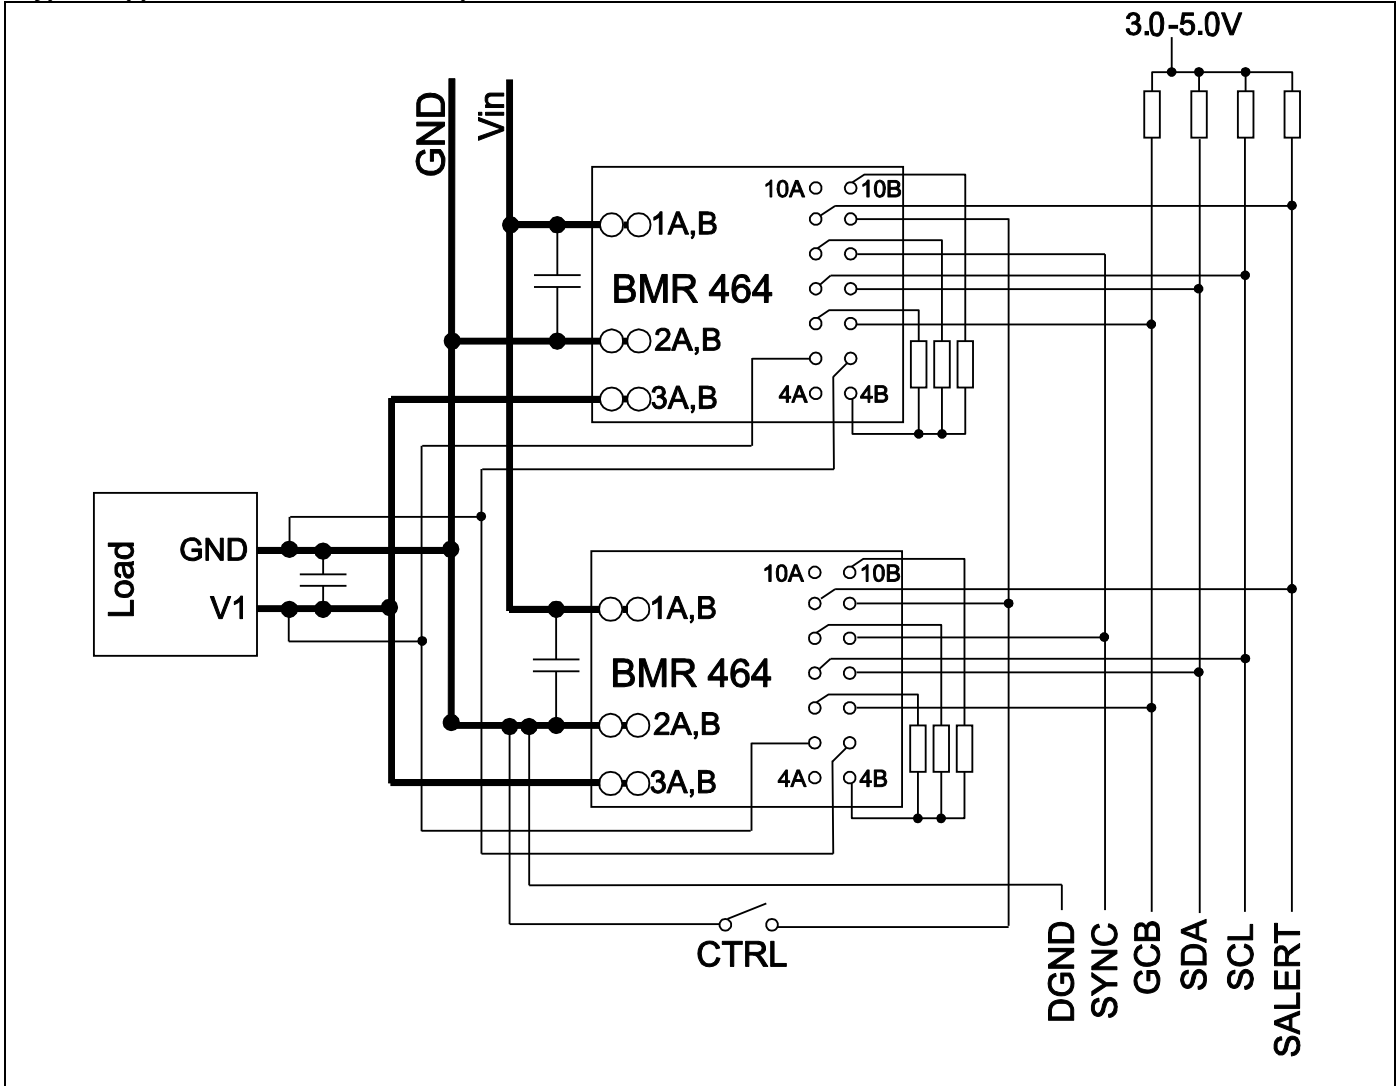 3.0-5.0V
GND
Vin
10A
10B
1A,B
BMR 464
2A,B
3A,B
4A
4B
Load
GND
V1
10A
10B
1A,B
BMR 464
2A,B
3A,B
4A
4B
CTRL
DGND
SYNC
GCB
SDA
SCL
SALERT